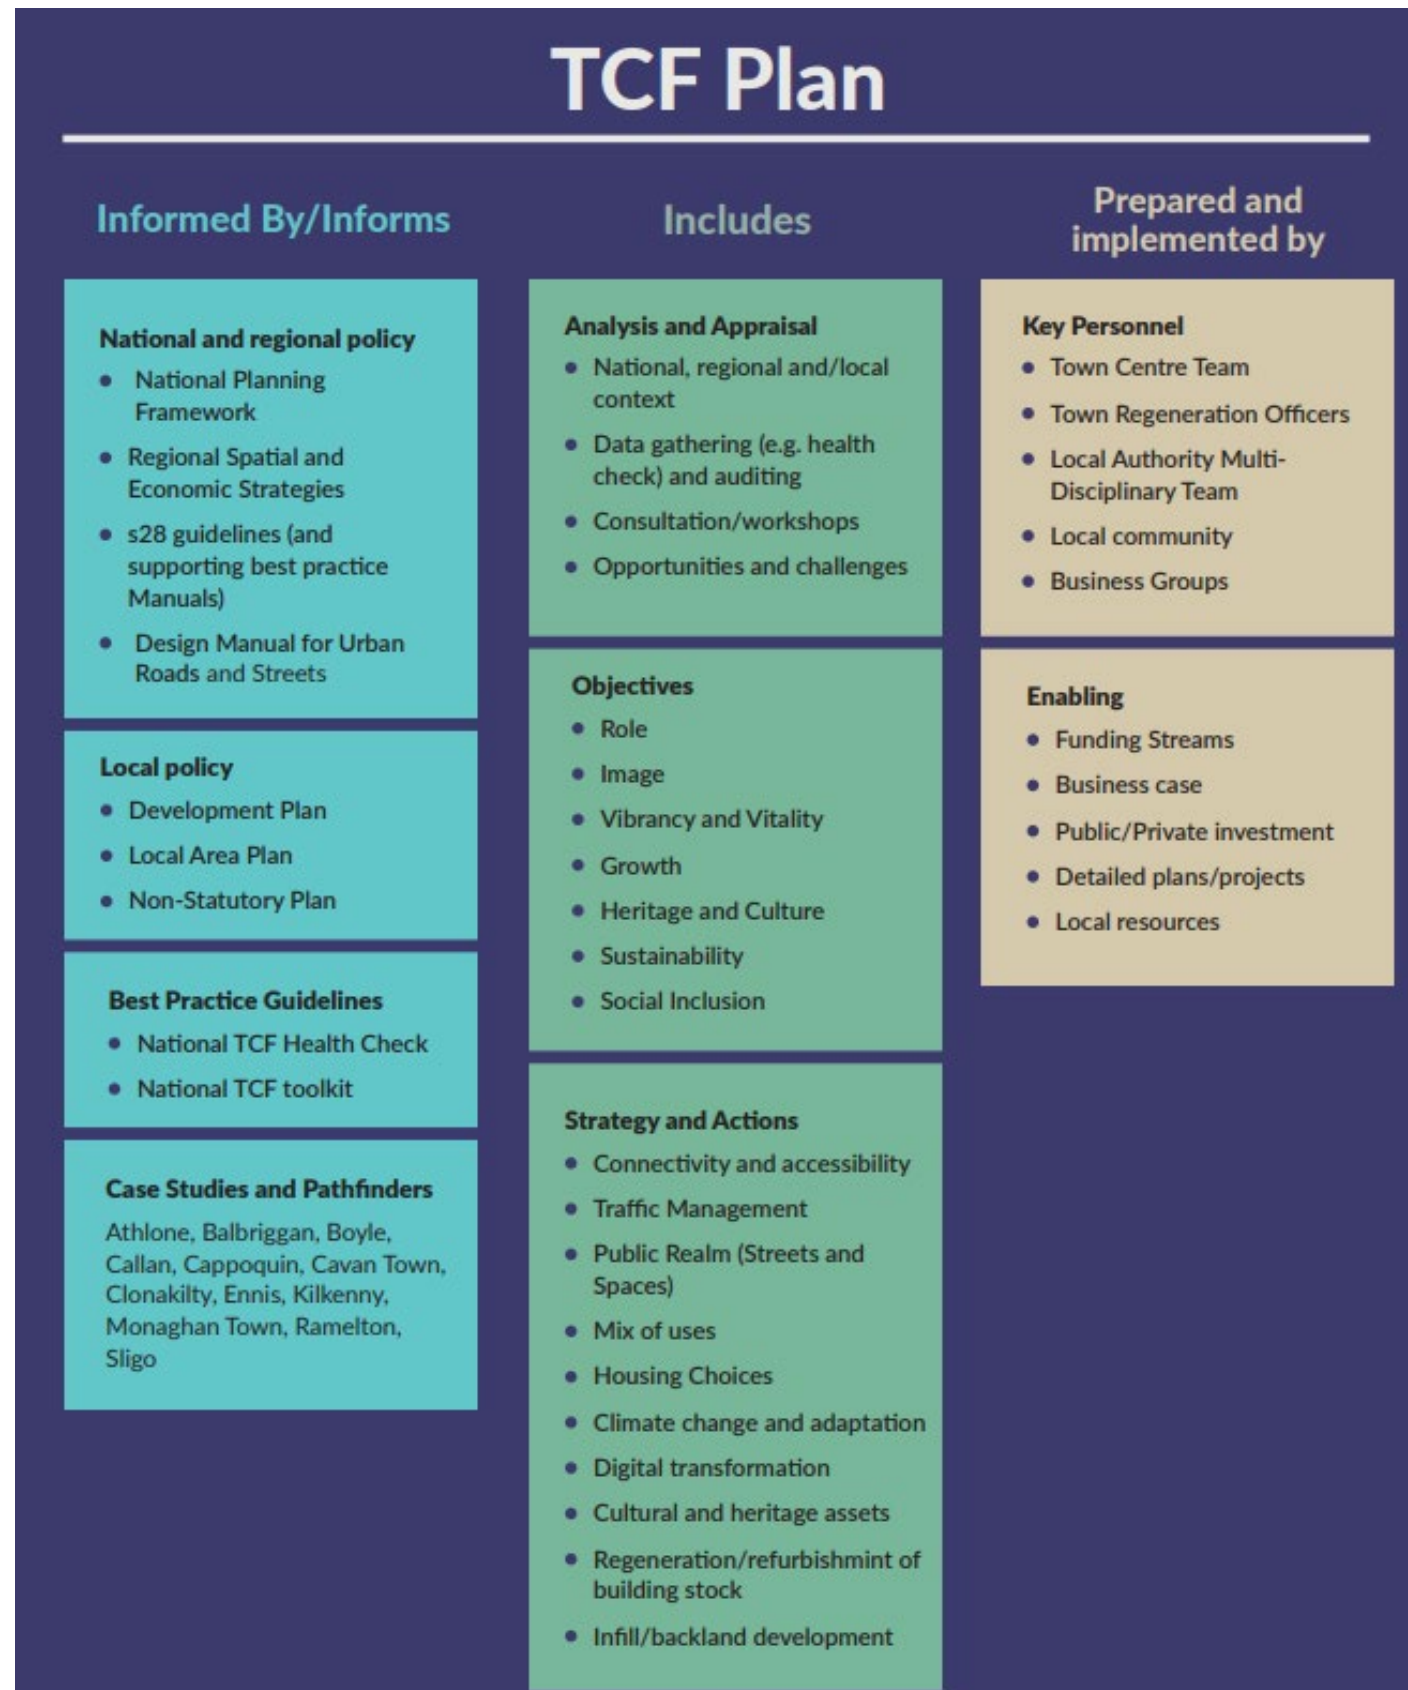 TCF Plan
Informed By/Informs
National and regional policy
• National Planning
Framework
• Regional Spatial and
Economic Strategies
• s28 guidelines (and
supporting best practice
Manuals)
• Design Manual for Urban
Roads and Streets
Local policy
• Development Plan
• Local Area Plan
• Non-Statutory Plan
Best Practice Guidelines
• National TCF Health Check
• National TCF toolkit
Case Studies and Pathfinders
Athlone, Balbriggan, Boyle,
Callan, Cappoquin, Cavan Town,
Clonakilty, Ennis, Kilkenny,
Monaghan Town, Ramelton,
Sligo
Includes
Analysis and Appraisal
• National, regional and/local
context
• Data gathering (e.g. health
check) and auditing
• Consultation/workshops
• Opportunities and challenges
Objectives
• Role
• Image
• Vibrancy and Vitality
• Growth
• Heritage and Culture
• Sustainability
• Social Inclusion
Strategy and Actions
• Connectivity and accessibility
• Traffic Management
• Public Realm (Streets and
Spaces)
• Mix of uses
• Housing Choices
• Climate change and adaptation
• Digital transformation
• Cultural and heritage assets
• Regeneration/refurbishmint of
building stock
• Infill/backland development
Prepared and
implemented by
Key Personnel
• Town Centre Team
• Town Regeneration Officers
• Local Authority Multi-
Disciplinary Team
• Local community
• Business Groups
Enabling
• Funding Streams
• Business case
• Public/Private investment
• Detailed plans/projects
• Local resources